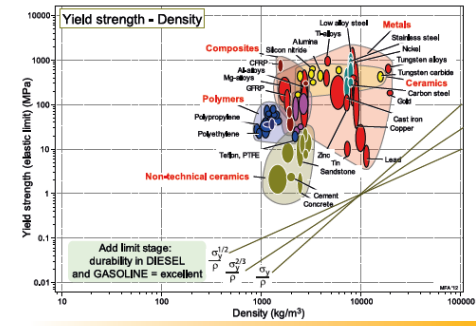 Yield strength - Density
Low alloy steel
Ti-alloys
Metals
Alumina
Stainless steel
Composites
Silicon nitride
Nickel
CFRP
Tungsten alloys
Al-alloys
Tungsten carbide
Mg-alloys
Ceramics
GFRP
Carbon steel
Polymers
Gold
Polypropylene
Cast iron
Polyethylene
Copper
Teflon, PTFE
Zinc
Lead
Tin
Sandstone
Non-technical ceramics
Cement
Concrete
Add limit stage:
durability in DIESEL
and GASOLINE = excellent
σy^1/2/ρ
σy^2/3/ρ
σy/ρ
Yield strength (elastic limit) (MPa)
10000
1000
100
10
1
0.1
0.01
10
100
1000
10000
100000
Density (kg/m³)
MFA'12